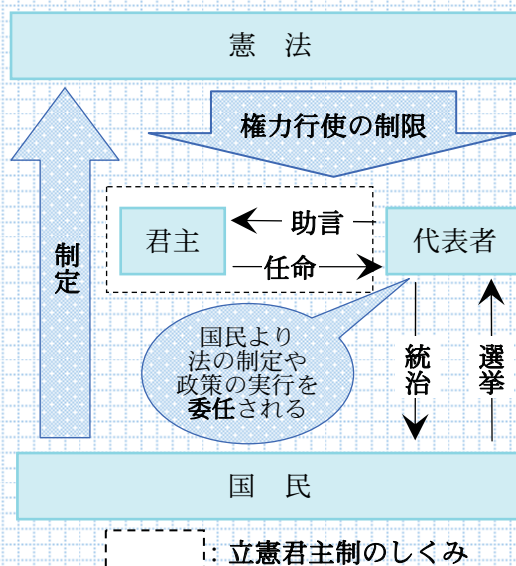 憲　法
権力行使の制限
制定
君主
助言
任命
代表者
国民より
法の制定や
政策の実行を
委任される
統治
選挙
国　民
：立憲君主制のしくみ